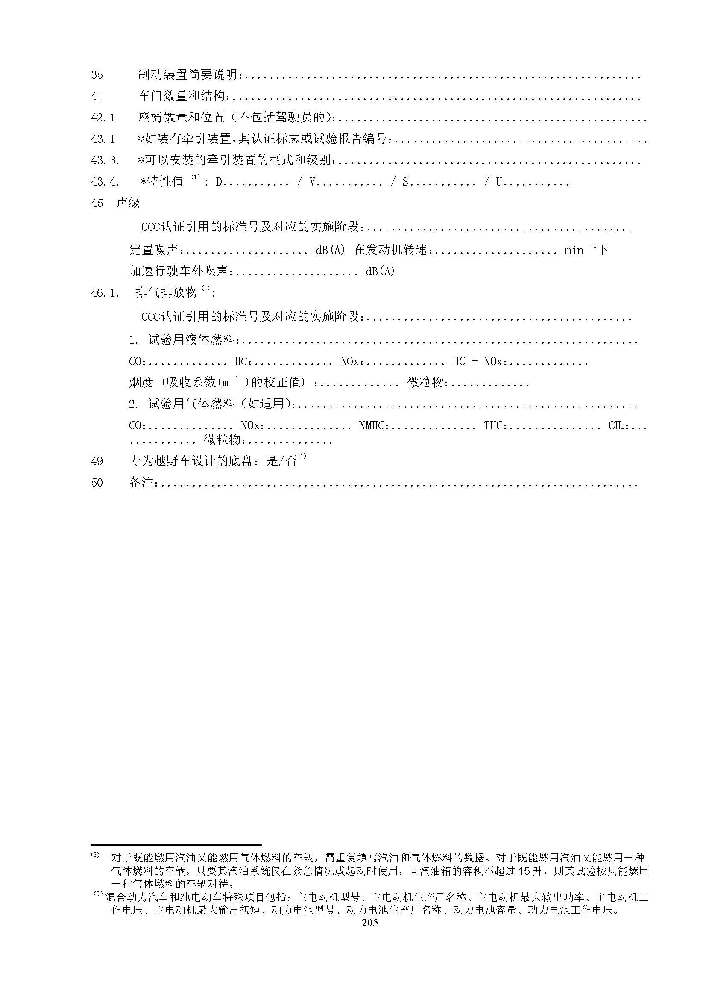 35 制动装置简要说明:................................................................
41 车门数量和结构:..................................................................
42.1 座椅数量和位置（不包括驾驶员的）:..................................................
43.1 *如装有牵引装置,其认证标志或试验报告编号:.........................................
43.3. *可以安装的牵引装置的型式和级别:.................................................
43.4. *特性值 (1) : D........... / V........... / S........... / U...........
45 声级
CCC认证引用的标准号及对应的实施阶段:...........................................
定置噪声:.................... dB(A) 在发动机转速:.................... min -1下
加速行驶车外噪声:.................... dB(A)
46.1. 排气排放物 (2):
CCC认证引用的标准号及对应的实施阶段:...........................................
1. 试验用液体燃料:................................................................
CO:............. HC:............. NOx:............. HC + NOx:.............
烟度 (吸收系数(m -1 )的校正值) :............. 微粒物:.............
2. 试验用气体燃料（如适用）:.......................................................
CO:.............. NOx:.............. NMHC:.............. THC:............... CH₄:...
........... 微粒物:..............
49 专为越野车设计的底盘: 是/否(1)
50 备注:.............................................................................
(2) 对于既能燃用汽油又能燃用气体燃料的车辆，需重复填写汽油和气体燃料的数据。对于既能燃用汽油又能燃用一种
气体燃料的车辆，只要其汽油系统仅在紧急情况或起动时使用，且汽油箱的容积不超过 15 升，则其试验按只能燃用
一种气体燃料的车辆对待。
(3) 混合动力汽车和纯电动车特殊项目包括：主电动机型号、主电动机生产厂名称、主电动机最大输出功率、主电动机工
作电压、主电动机最大输出扭矩、动力电池型号、动力电池生产厂名称、动力电池容量、动力电池工作电压。
205